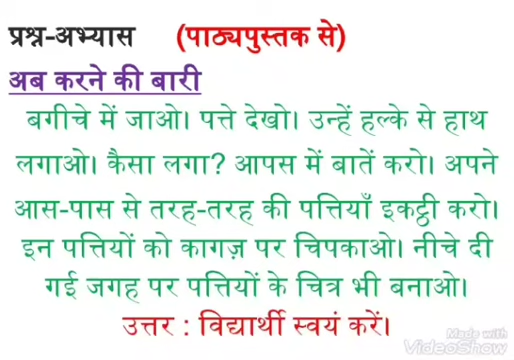 प्रश्न-अभ्यास (पाठ्यपुस्तक से)
अब करने की बारी
बगीचे में जाओ। पत्ते देखो। उन्हें हल्के से हाथ
लगाओ। कैसा लगा? आपस में बातें करो। अपने
आस-पास से तरह-तरह की पत्तियाँ इकट्ठी करो।
इन पत्तियों को कागज़ पर चिपकाओ। नीचे दी
गई जगह पर पत्तियों के चित्र भी बनाओ।
उत्तर : विद्यार्थी स्वयं करें।
Made with
VideoShow